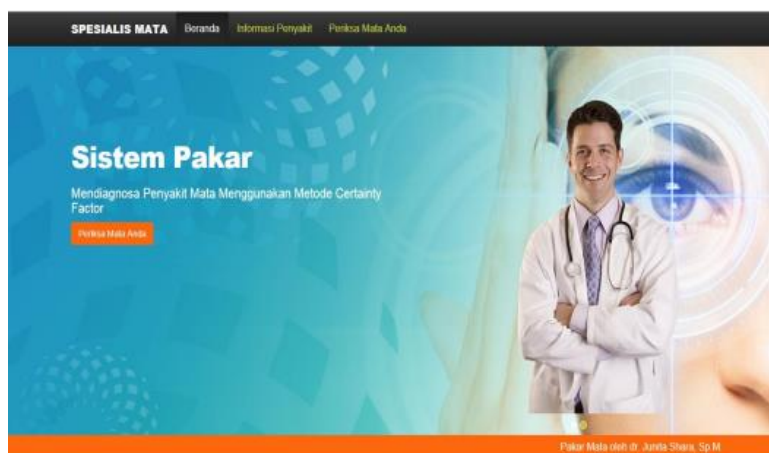 SPESIALIS MATA Beranda Informasi Penyakit Periksa Mata Anda
Sistem Pakar
Mendiagnosa Penyakit Mata Menggunakan Metode Certainty
Factor
Periksa Mata Anda
Pakar Mata oleh dr. Junita Shara, Sp.M.